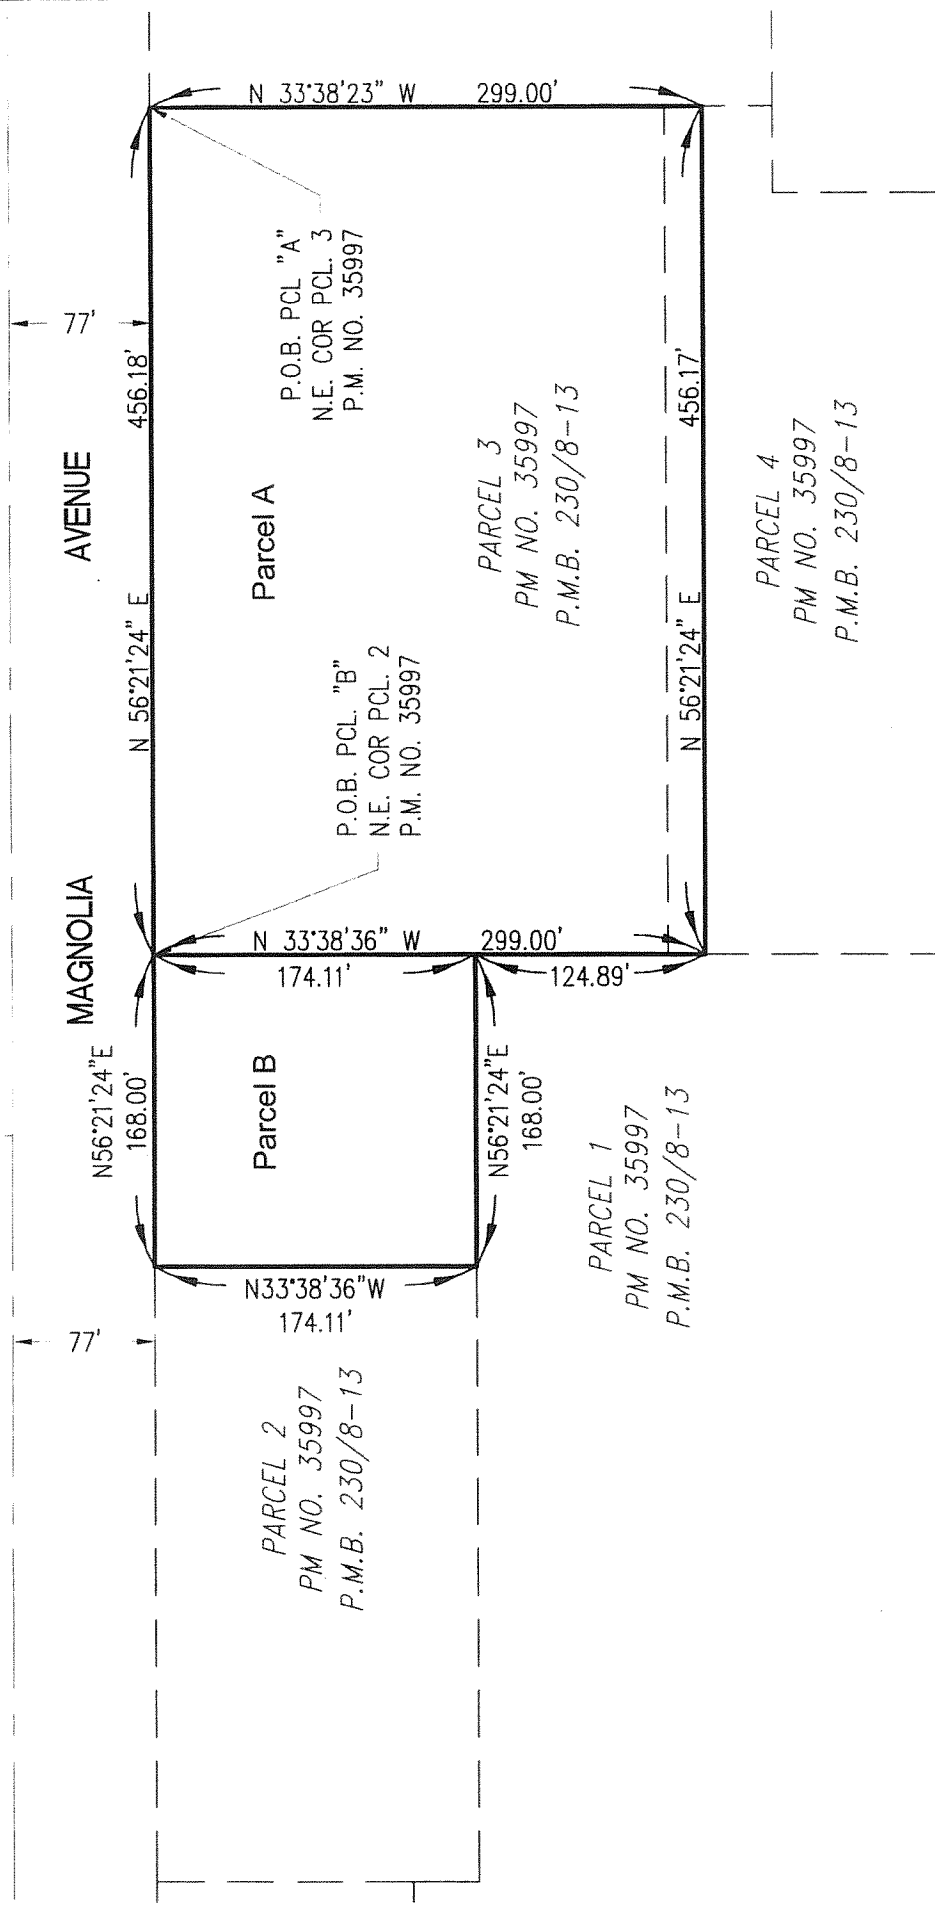 N 33°38'23" W 299.00'
77'
456.18'
AVENUE
N 56°21'24" E
MAGNOLIA
P.O.B. PCL "A"
N.E. COR PCL. 3
P.M. NO. 35997
Parcel A
PARCEL 3
PM NO. 35997
P.M.B. 230/8-13
456.17'
N 56°21'24" E
PARCEL 4
PM NO. 35997
P.M.B. 230/8-13
P.O.B. PCL. "B"
N.E. COR PCL. 2
P.M. NO. 35997
N 33°38'36" W 299.00'
174.11'
124.89'
N56°21'24"E
168.00'
Parcel B
N56°21'24"E
168.00'
PARCEL 1
PM NO. 35997
P.M.B. 230/8-13
N33°38'36"W
174.11'
77'
PARCEL 2
PM NO. 35997
P.M.B. 230/8-13